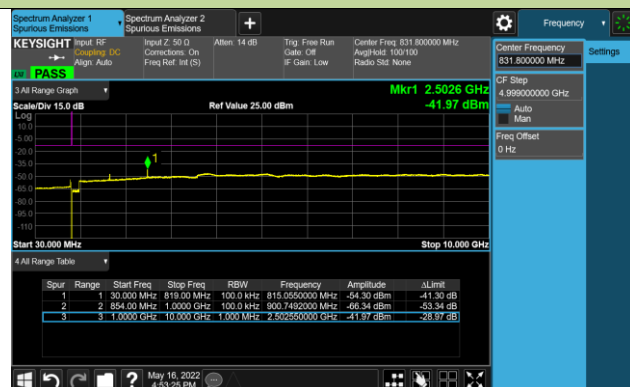 Spectrum Analyzer 1
Spurious Emissions
Spectrum Analyzer 2
Spurious Emissions
+
Frequency
KEYSIGHT
Input: RF
Coupling: DC
Align: Auto
Input Z: 50 Ω
Corrections: On
Freq Ref: Int (S)
Atten: 14 dB
Trig: Free Run
Gate: Off
IF Gain: Low
Center Freq: 831.800000 MHz
Avg|Hold: 100/100
Radio Std: None
PASS
Center Frequency
831.800000 MHz
Settings
CF Step
4.999000000 GHz
Auto
Man
Freq Offset
0 Hz
3 All Range Graph
Mkr1 2.5026 GHz
Scale/Div 15.0 dB
Ref Value 25.00 dBm
-41.97 dBm
Log
10.0
-5.00
-20.0
-35.0
-50.0
-65.0
-80.0
-95.0
-110
1
Start 30.000 MHz
Stop 10.000 GHz
4 All Range Table
Spur Range Start Freq Stop Freq RBW Frequency Amplitude ΔLimit
1 1 30.000 MHz 819.00 MHz 100.0 kHz 815.0550000 MHz -54.30 dBm -41.30 dB
2 2 854.00 MHz 1.0000 GHz 100.0 kHz 900.7492000 MHz -66.34 dBm -53.34 dB
3 3 1.0000 GHz 10.000 GHz 1.000 MHz 2.502550000 GHz -41.97 dBm -28.97 dB
?
May 16, 2022
4:53:25 PM